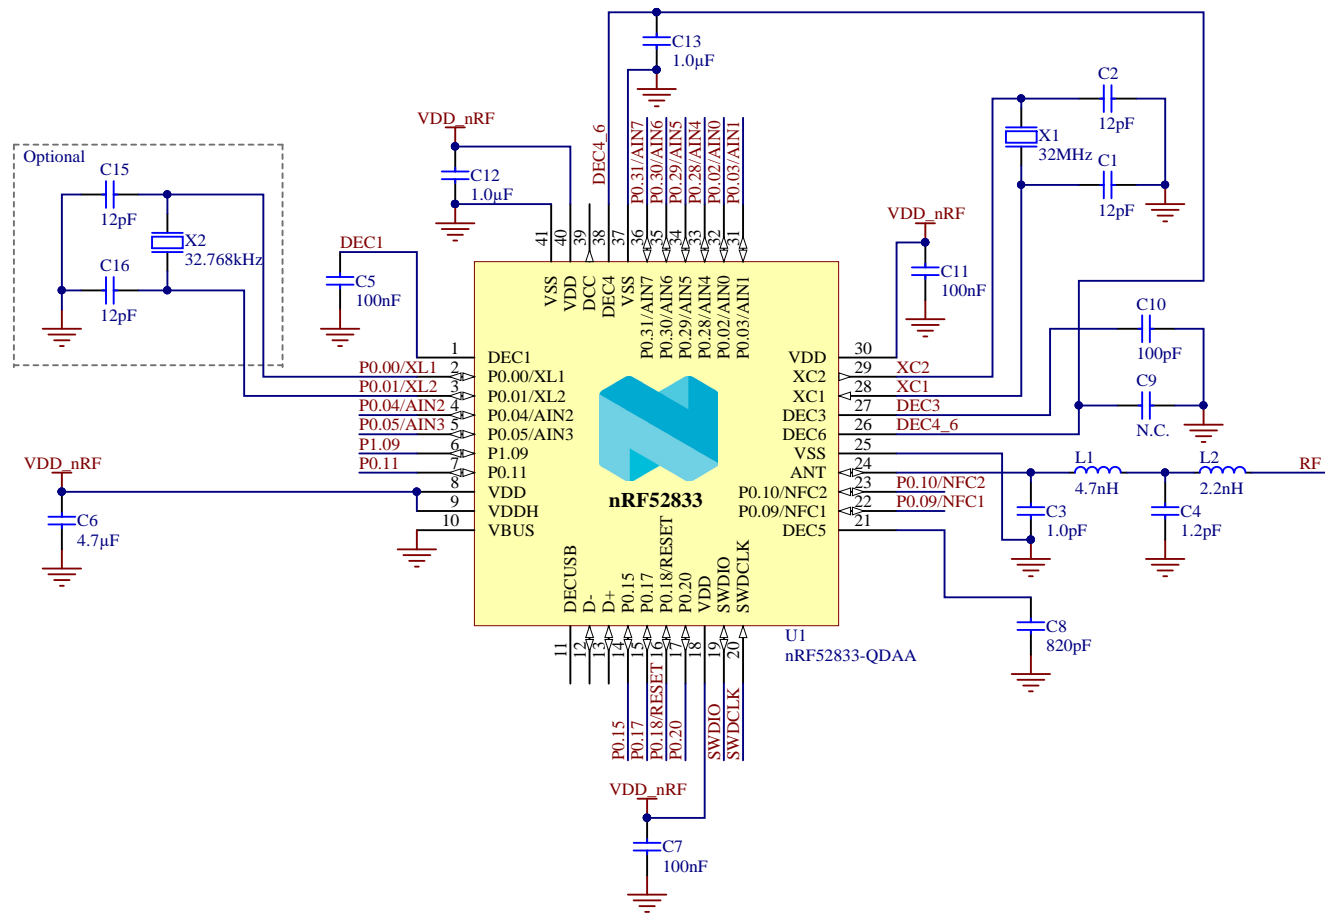 C13
1.0µF
C2
12pF
X1
32MHz
C1
12pF
VDD_nRF
C12
1.0µF
DEC4_6
P0.31/AIN7
P0.30/AIN6
P0.29/AIN5
P0.28/AIN4
P0.02/AIN0
P0.03/AIN1
Optional
C15
12pF
X2
32.768kHz
C16
12pF
DEC1
C5
100nF
VDD_nRF
C11
100nF
41
40
39
38
37
36
35
34
33
32
31
VSS
VDD
DCC
DEC4
VSS
P0.31/AIN7
P0.30/AIN6
P0.29/AIN5
P0.28/AIN4
P0.02/AIN0
P0.03/AIN1
C10
100pF
C9
N.C.
1 DEC1
P0.00/XL1 2 P0.00/XL1
P0.01/XL2 3 P0.01/XL2
P0.04/AIN2 4 P0.04/AIN2
P0.05/AIN3 5 P0.05/AIN3
P1.09 6 P1.09
P0.11 7 P0.11
8 VDD
9 VDDH
10 VBUS
VDD 30
XC2 29 XC2
XC1 28 XC1
DEC3 27 DEC3
DEC6 26 DEC4_6
VSS 25
ANT 24
P0.10/NFC2 23 P0.10/NFC2
P0.09/NFC1 22 P0.09/NFC1
DEC5 21
nRF52833
VDD_nRF
C6
4.7µF
L1
4.7nH
L2
2.2nH
RF
C3
1.0pF
C4
1.2pF
DECUSB
D-
D+
P0.15
P0.17
P0.18/RESET
P0.20
VDD
SWDIO
SWDCLK
11
12
13
14
15
16
17
18
19
20
U1
nRF52833-QDAA
C8
820pF
P0.15
P0.17
P0.18/RESET
P0.20
SWDIO
SWDCLK
VDD_nRF
C7
100nF